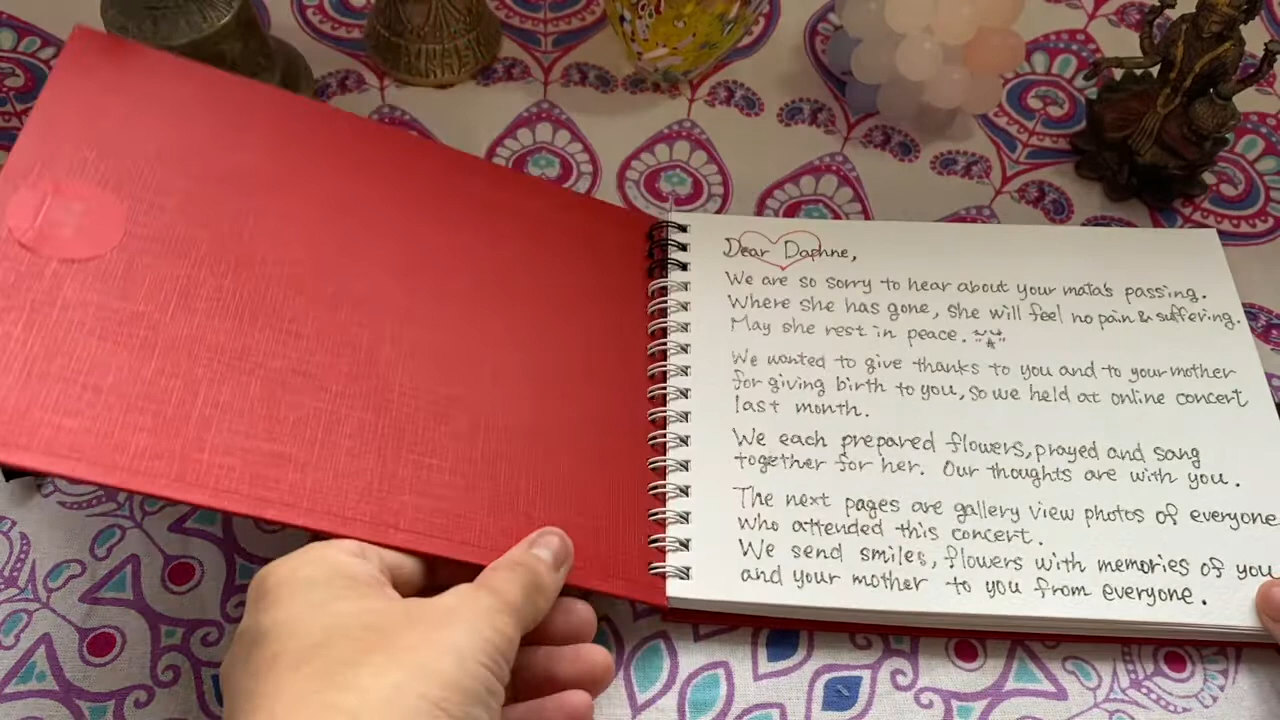 Dear Daphne,
We are so sorry to hear about your mata's passing.
Where she has gone, she will feel no pain & suffering.
May she rest in peace.
We wanted to give thanks to you and to your mother
for giving birth to you, so we held at online concert
last month.
We each prepared flowers, prayed and sang
together for her. Our thoughts are with you.
The next pages are gallery view photos of everyone
who attended this concert.
We send smiles, flowers with memories of you
and your mother to you from everyone.